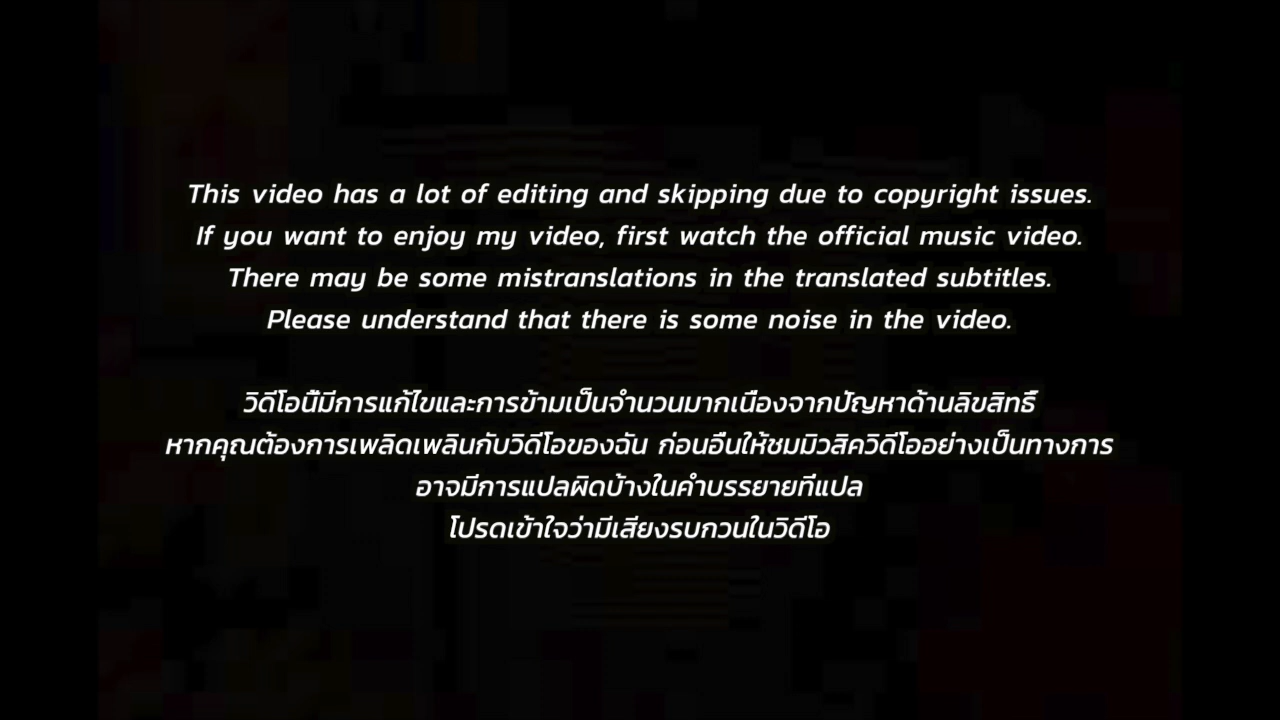 This video has a lot of editing and skipping due to copyright issues.
If you want to enjoy my video, first watch the official music video.
There may be some mistranslations in the translated subtitles.
Please understand that there is some noise in the video.
วิดีโอนี้มีการแก้ไขและการข้ามเป็นจำนวนมากเนื่องจากปัญหาด้านลิขสิทธิ์
หากคุณต้องการเพลิดเพลินกับวิดีโอของฉัน ก่อนอื่นให้ชมมิวสิควิดีโออย่างเป็นทางการ
อาจมีการแปลผิดบ้างในคำบรรยายที่แปล
โปรดเข้าใจว่ามีเสียงรบกวนในวิดีโอ